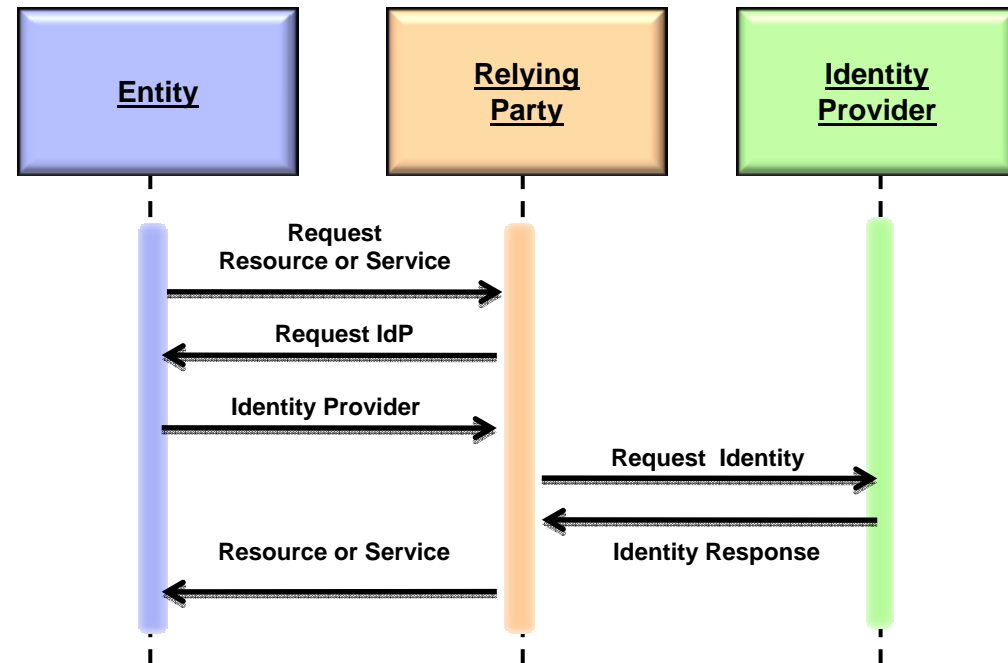 Entity
Relying
Party
Identity
Provider
Request
Resource or Service
Request IdP
Identity Provider
Request Identity
Identity Response
Resource or Service